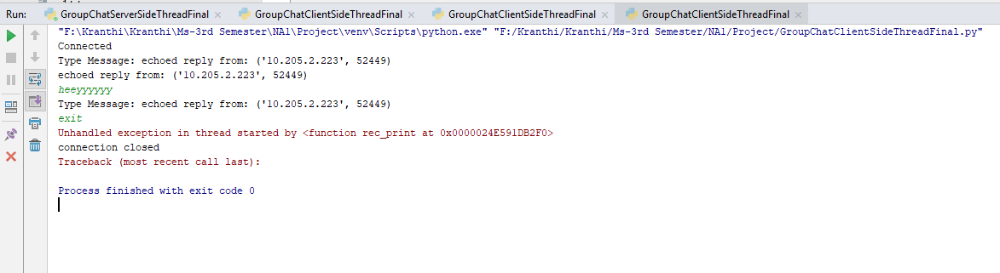 Run: GroupChatServerSideThreadFinal × GroupChatClientSideThreadFinal × GroupChatClientSideThreadFinal × GroupChatClientSideThreadFinal ×
"F:\Kranthi\Kranthi\Ms-3rd Semester\NA1\Project\venv\Scripts\python.exe" "F:/Kranthi/Kranthi/Ms-3rd Semester/NA1/Project/GroupChatClientSideThreadFinal.py"
Connected
Type Message: echoed reply from: ('10.205.2.223', 52449)
echoed reply from: ('10.205.2.223', 52449)
heeyyyyyy
Type Message: echoed reply from: ('10.205.2.223', 52449)
exit
Unhandled exception in thread started by <function rec_print at 0x0000024E591DB2F0>
connection closed
Traceback (most recent call last):
Process finished with exit code 0